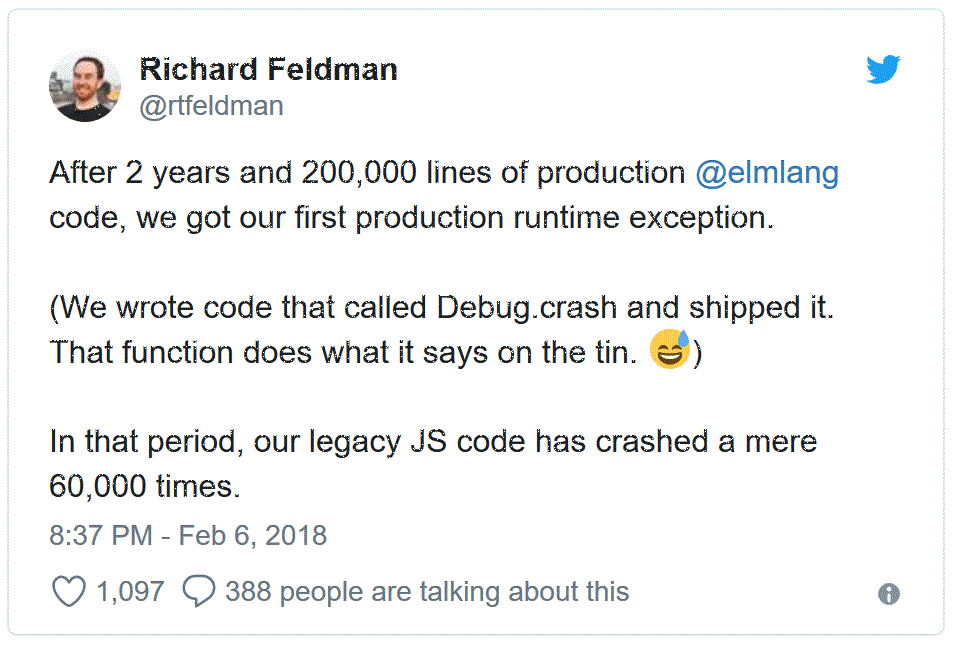 Richard Feldman
@rtfeldman
After 2 years and 200,000 lines of production @elmlang
code, we got our first production runtime exception.
(We wrote code that called Debug.crash and shipped it.
That function does what it says on the tin. 😅)
In that period, our legacy JS code has crashed a mere
60,000 times.
8:37 PM - Feb 6, 2018
1,097 388 people are talking about this